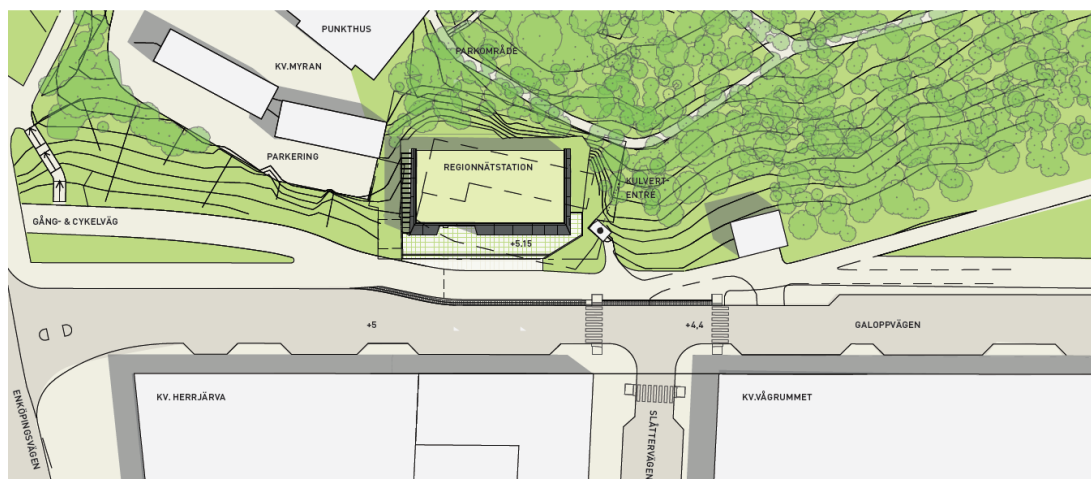 PUNKTHUS
PARKOMRÅDE
KV.MYRAN
PARKERING
REGIONNÄTSTATION
KULVERT-
ENTRE
GÅNG- & CYKELVÄG
+5.15
+5
+4,4
GALOPPVÄGEN
ENKÖPINGSVÄGEN
KV. HERRJÄRVA
SLÅTTERVÄGEN
KV.VÅGRUMMET